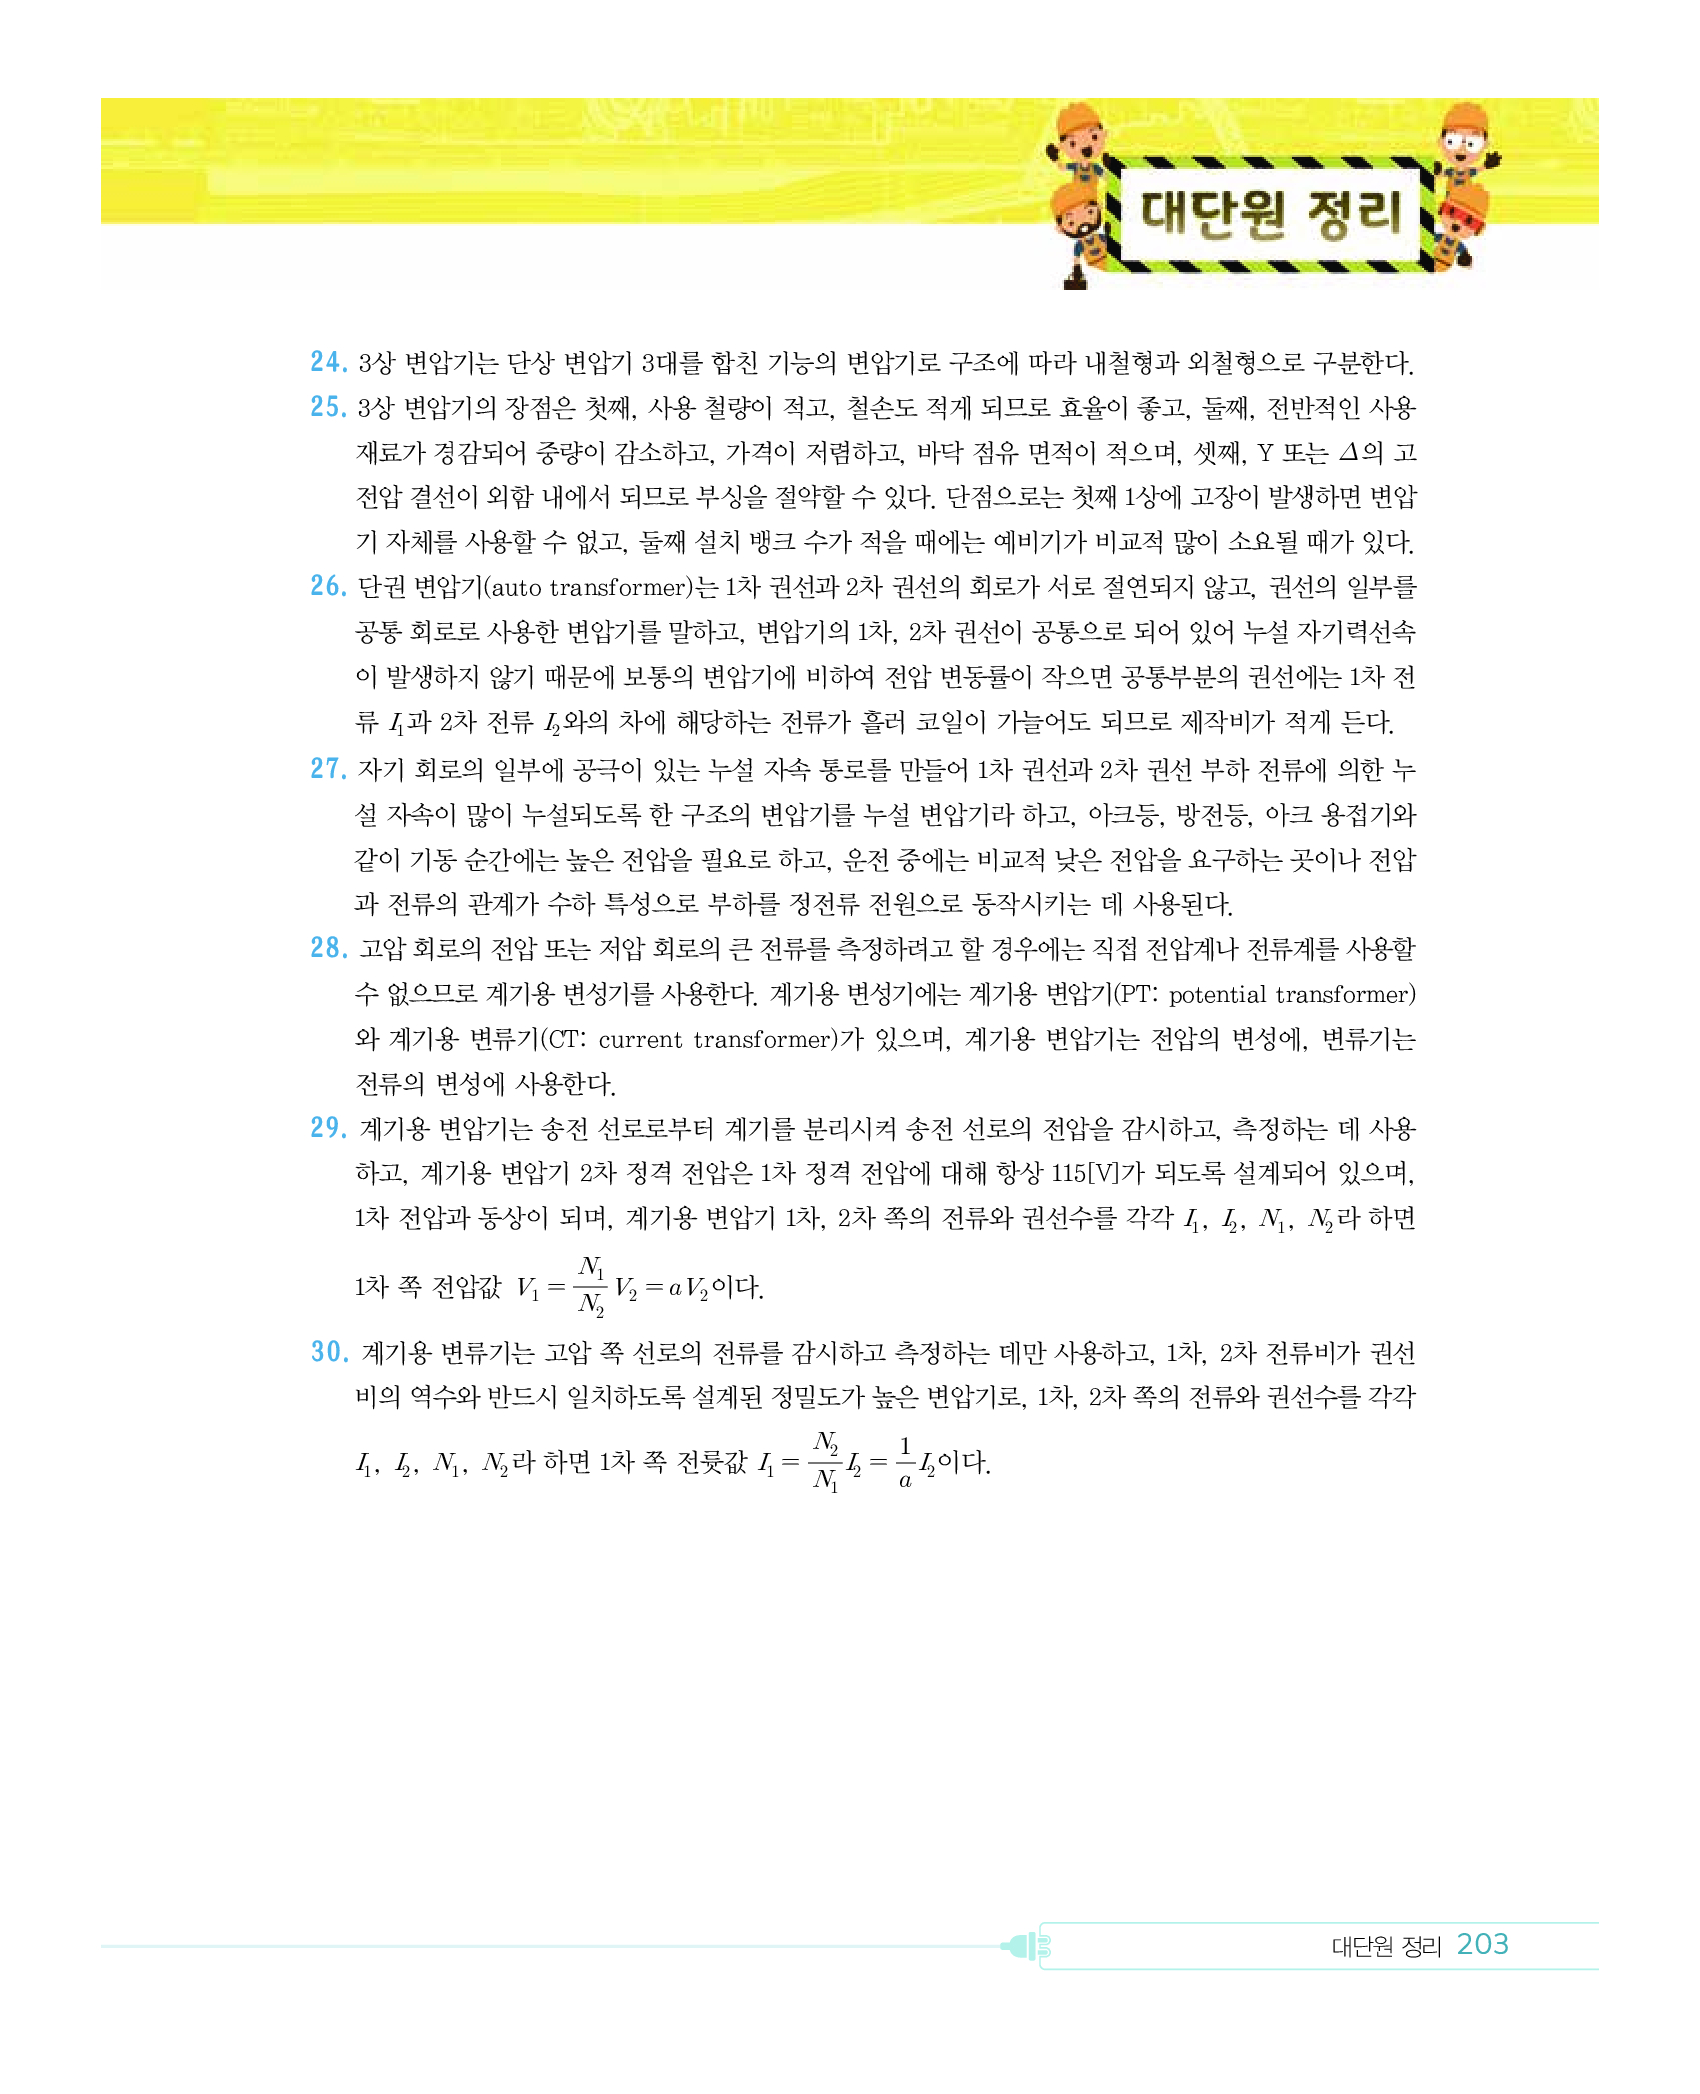 대단원 정리
24. 3상 변압기는 단상 변압기 3대를 합친 기능의 변압기로 구조에 따라 내철형과 외철형으로 구분한다.
25. 3상 변압기의 장점은 첫째, 사용 철량이 적고, 철손도 적게 되므로 효율이 좋고, 둘째, 전반적인 사용
재료가 경감되어 중량이 감소하고, 가격이 저렴하고, 바닥 점유 면적이 적으며, 셋째, Y 또는 Δ의 고
전압 결선이 외함 내에서 되므로 부싱을 절약할 수 있다. 단점으로는 첫째 1상에 고장이 발생하면 변압
기 자체를 사용할 수 없고, 둘째 설치 뱅크 수가 적을 때에는 예비기가 비교적 많이 소요될 때가 있다.
26. 단권 변압기(auto transformer)는 1차 권선과 2차 권선의 회로가 서로 절연되지 않고, 권선의 일부를
공통 회로로 사용한 변압기를 말하고, 변압기의 1차, 2차 권선이 공통으로 되어 있어 누설 자기력선속
이 발생하지 않기 때문에 보통의 변압기에 비하여 전압 변동률이 작으면 공통부분의 권선에는 1차 전
류 I₁과 2차 전류 I₂와의 차에 해당하는 전류가 흘러 코일이 가늘어도 되므로 제작비가 적게 든다.
27. 자기 회로의 일부에 공극이 있는 누설 자속 통로를 만들어 1차 권선과 2차 권선 부하 전류에 의한 누
설 자속이 많이 누설되도록 한 구조의 변압기를 누설 변압기라 하고, 아크등, 방전등, 아크 용접기와
같이 기동 순간에는 높은 전압을 필요로 하고, 운전 중에는 비교적 낮은 전압을 요구하는 곳이나 전압
과 전류의 관계가 수하 특성으로 부하를 정전류 전원으로 동작시키는 데 사용된다.
28. 고압 회로의 전압 또는 저압 회로의 큰 전류를 측정하려고 할 경우에는 직접 전압계나 전류계를 사용할
수 없으므로 계기용 변성기를 사용한다. 계기용 변성기에는 계기용 변압기(PT: potential transformer)
와 계기용 변류기(CT: current transformer)가 있으며, 계기용 변압기는 전압의 변성에, 변류기는
전류의 변성에 사용한다.
29. 계기용 변압기는 송전 선로로부터 계기를 분리시켜 송전 선로의 전압을 감시하고, 측정하는 데 사용
하고, 계기용 변압기 2차 정격 전압은 1차 정격 전압에 대해 항상 115[V]가 되도록 설계되어 있으며,
1차 전압과 동상이 되며, 계기용 변압기 1차, 2차 쪽의 전류와 권선수를 각각 I₁, I₂, N₁, N₂라 하면
1차 쪽 전압값 V₁ = N₁/N₂ V₂ = a V₂이다.
30. 계기용 변류기는 고압 쪽 선로의 전류를 감시하고 측정하는 데만 사용하고, 1차, 2차 전류비가 권선
비의 역수와 반드시 일치하도록 설계된 정밀도가 높은 변압기로, 1차, 2차 쪽의 전류와 권선수를 각각
I₁, I₂, N₁, N₂라 하면 1차 쪽 전룻값 I₁ = N₂/N₁ I₂ = 1/a I₂이다.
대단원 정리 203